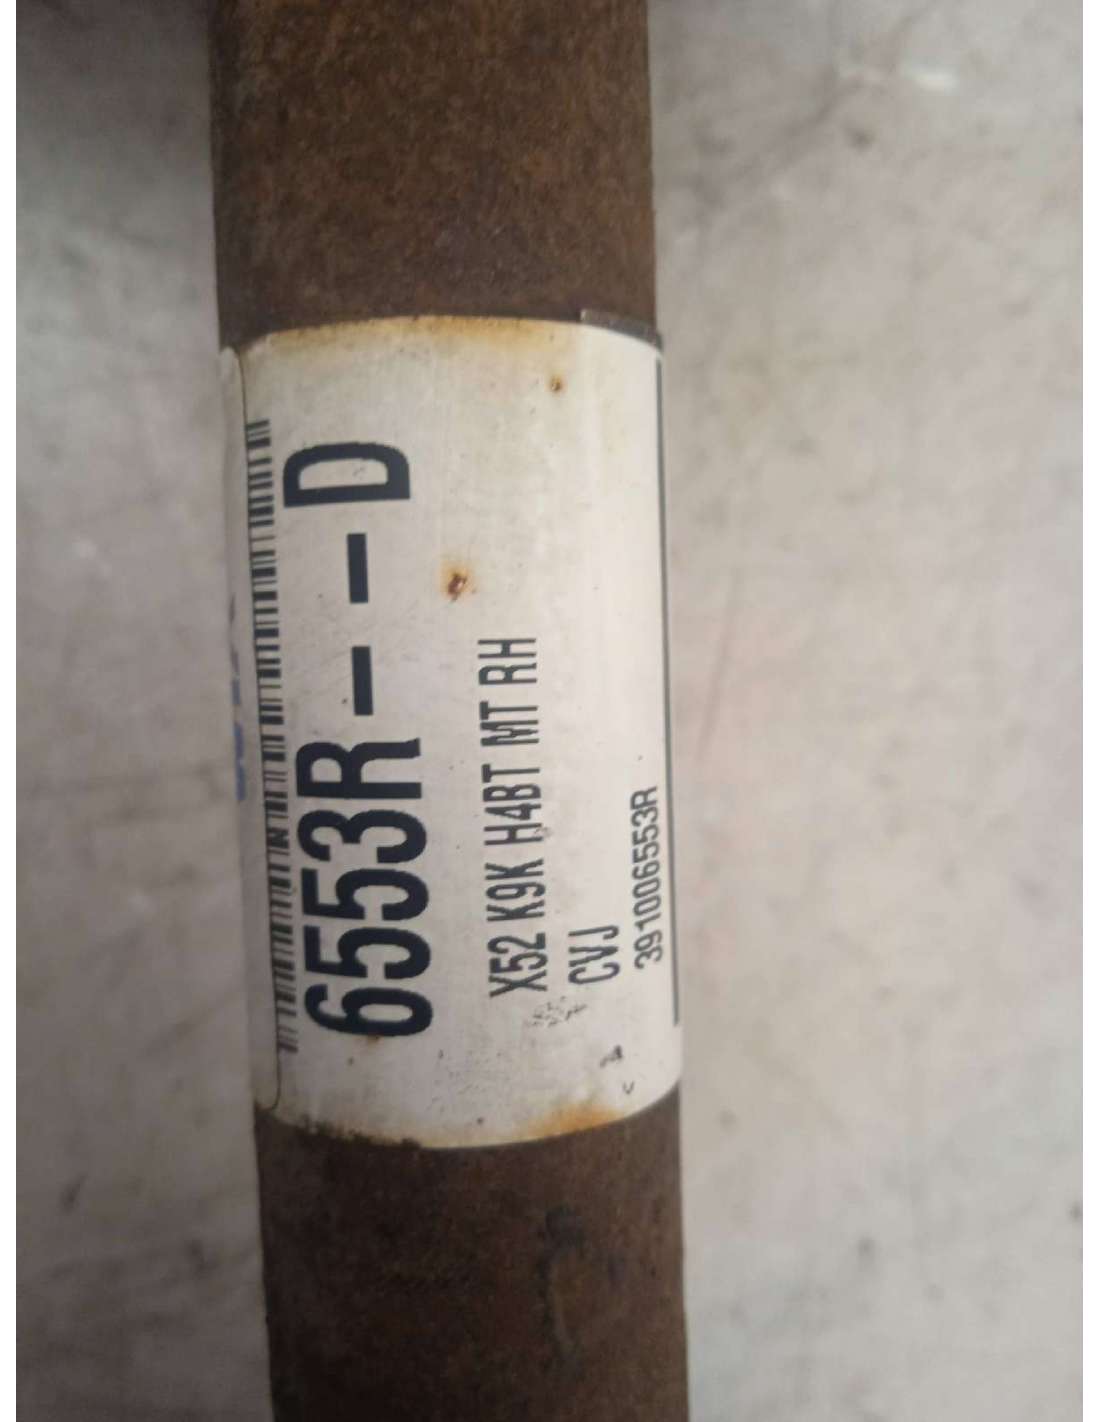 6553R--D
X52 K9K H4BT MT RH
CVJ
391006553R